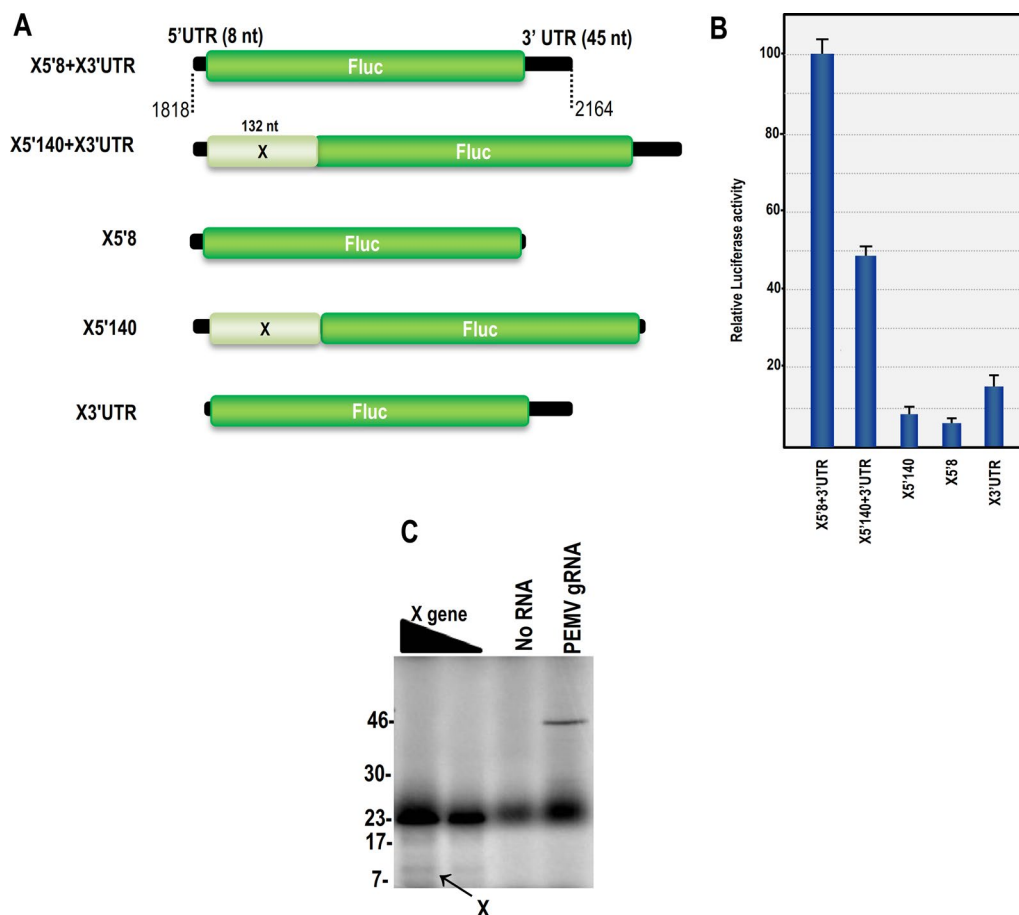 A
5'UTR (8 nt)
3' UTR (45 nt)
X5'8+X3'UTR
Fluc
1818
2164
132 nt
X5'140+X3'UTR
X
Fluc
X5'8
Fluc
X5'140
X
Fluc
X3'UTR
Fluc
B
Relative Luciferase activity
100
80
60
40
20
X5'8+3'UTR
X5'140+3'UTR
X5'140
X5'8
X3'UTR
C
X gene
No RNA
PEMV gRNA
46-
30-
23-
17-
7-
X